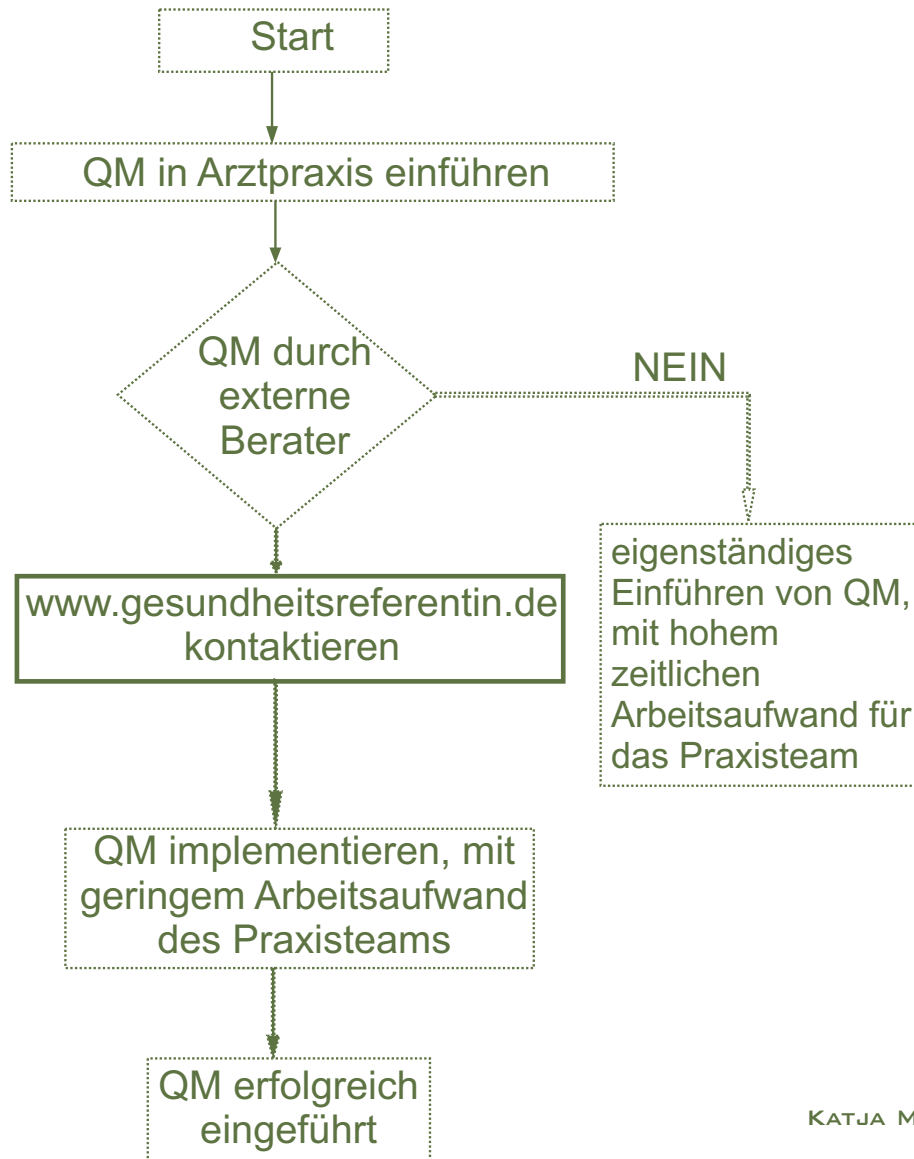 Start
QM in Arztpraxis einführen
QM durch
externe
Berater
NEIN
www.gesundheitsreferentin.de
kontaktieren
eigenständiges
Einführen von QM,
mit hohem
zeitlichen
Arbeitsaufwand für
das Praxisteam
QM implementieren, mit
geringem Arbeitsaufwand
des Praxisteams
QM erfolgreich
eingeführt
KATJA